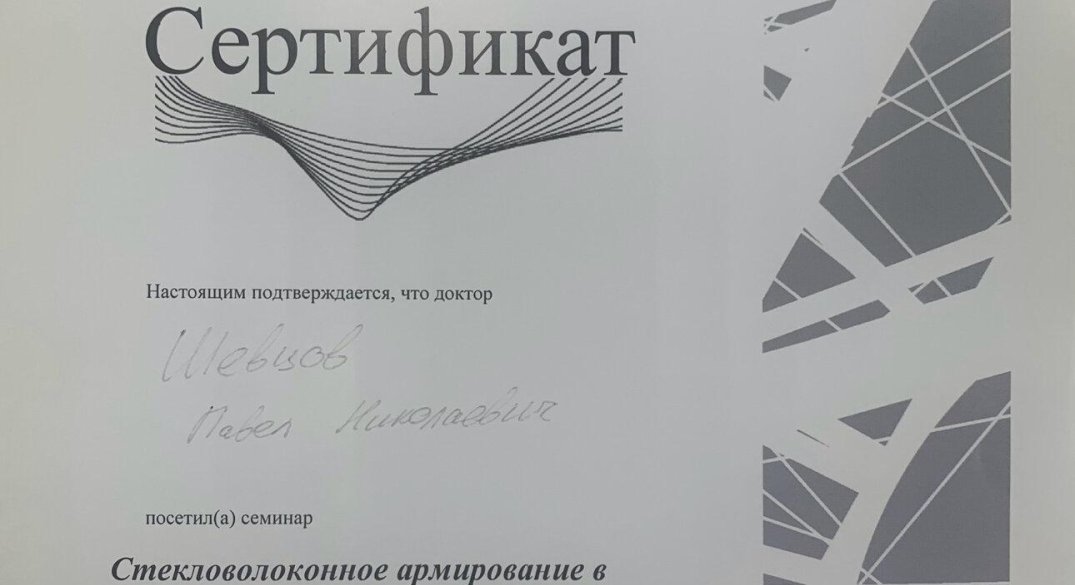 Сертификат
Настоящим подтверждается, что доктор
Шевцов
Павел Николаевич
посетил(а) семинар
Стекловолоконное армирование в